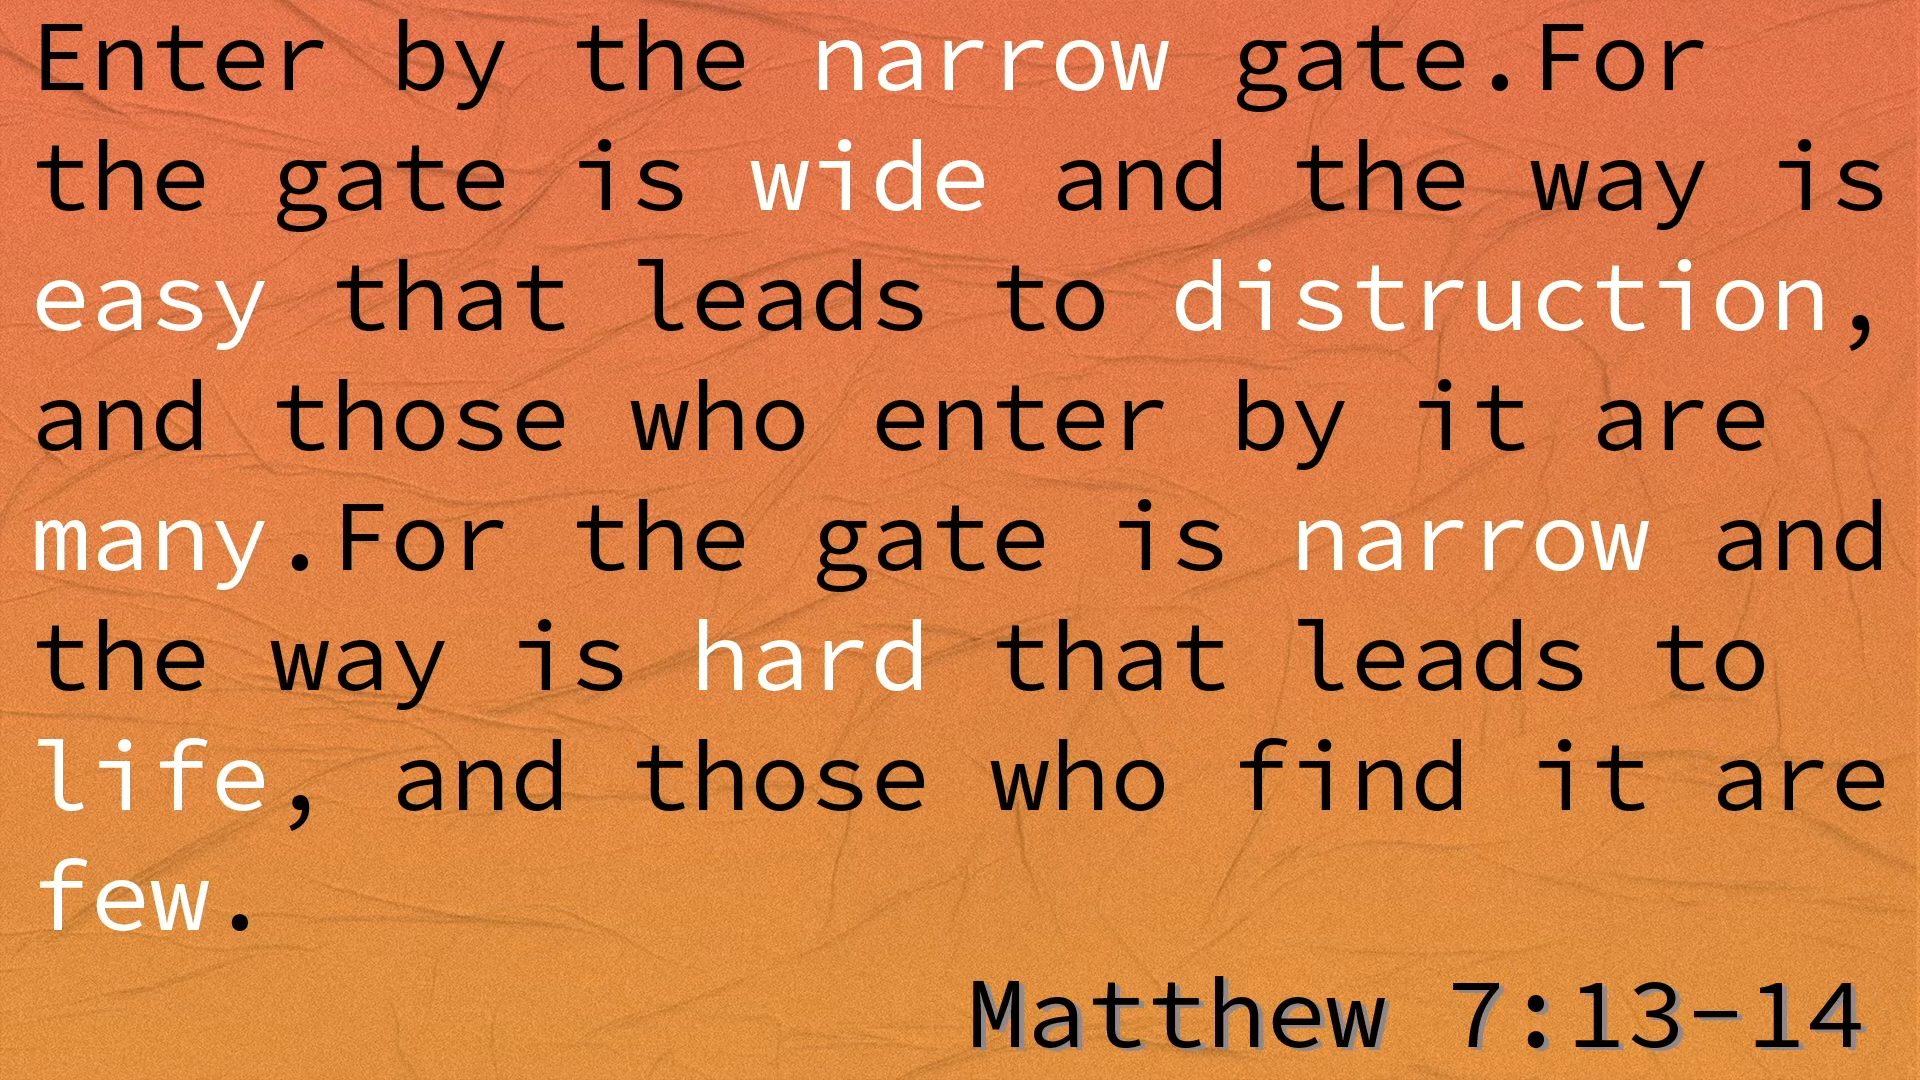 Enter by the narrow gate.For
the gate is wide and the way is
easy that leads to distruction,
and those who enter by it are
many.For the gate is narrow and
the way is hard that leads to
life, and those who find it are
few.
Matthew 7:13-14